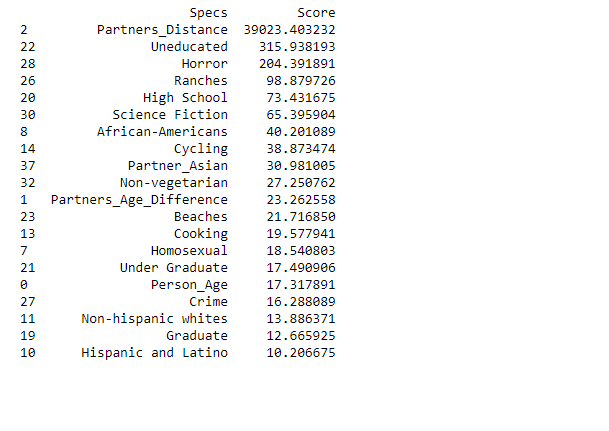 Specs Score
2 Partners_Distance 39023.403232
22 Uneducated 315.938193
28 Horror 204.391891
26 Ranches 98.879726
20 High School 73.431675
30 Science Fiction 65.395904
8 African-Americans 40.201089
14 Cycling 38.873474
37 Partner_Asian 30.981005
32 Non-vegetarian 27.250762
1 Partners_Age_Difference 23.262558
23 Beaches 21.716850
13 Cooking 19.577941
7 Homosexual 18.540803
21 Under Graduate 17.490906
0 Person_Age 17.317891
27 Crime 16.288089
11 Non-hispanic whites 13.886371
19 Graduate 12.665925
10 Hispanic and Latino 10.206675